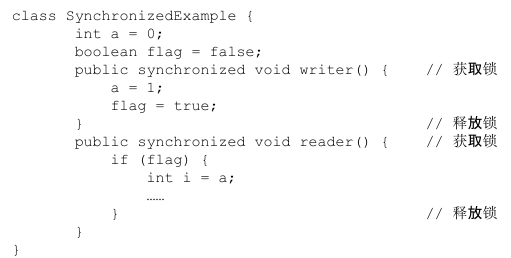 class SynchronizedExample {
int a = 0;
boolean flag = false;
public synchronized void writer() { // 获取锁
a = 1;
flag = true;
} // 释放锁
public synchronized void reader() { // 获取锁
if (flag) {
int i = a;
……
} // 释放锁
}
}